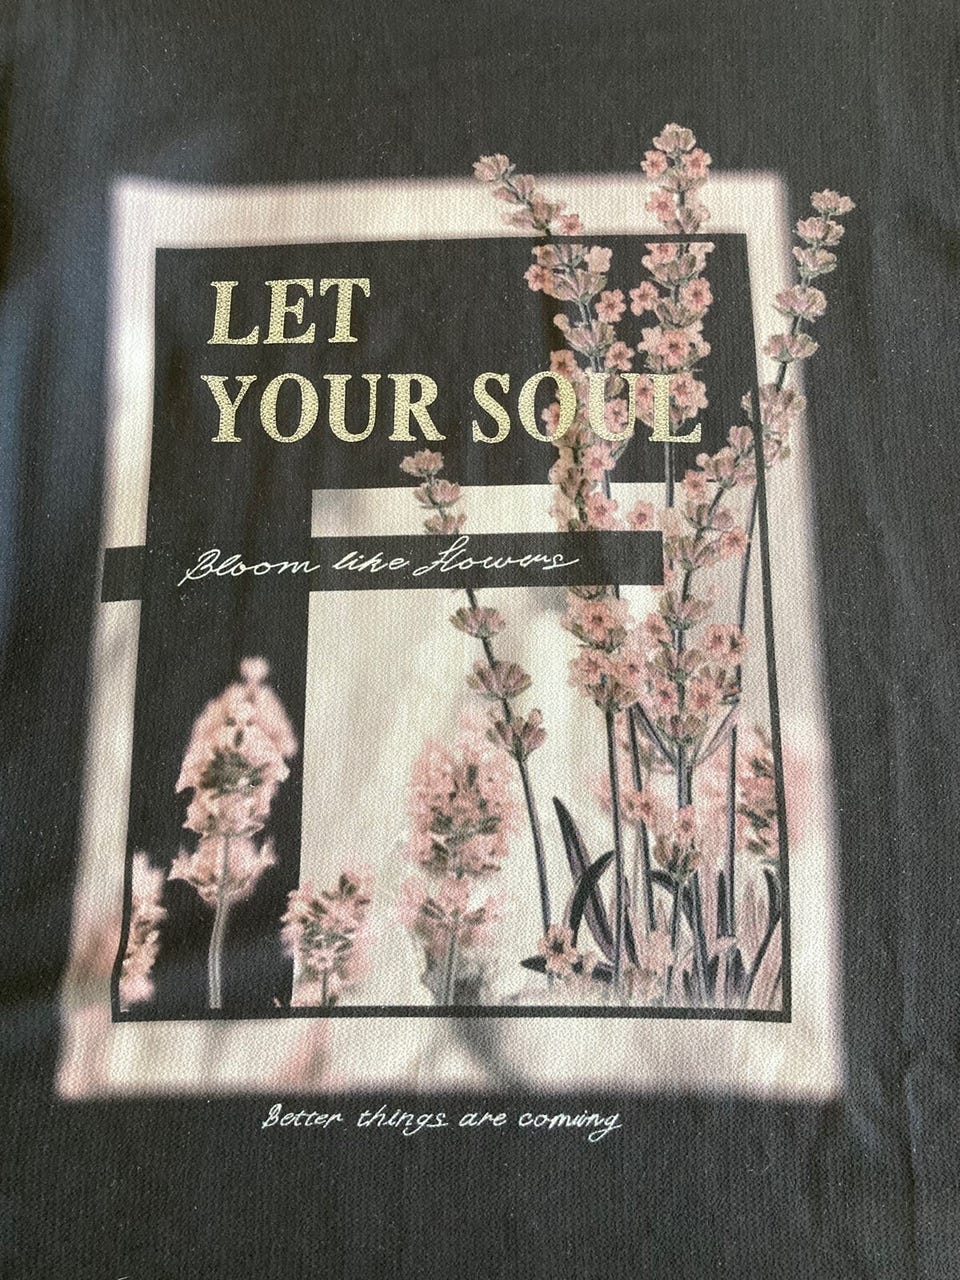 LET
YOUR SOUL
Bloom like flowers
Better things are coming